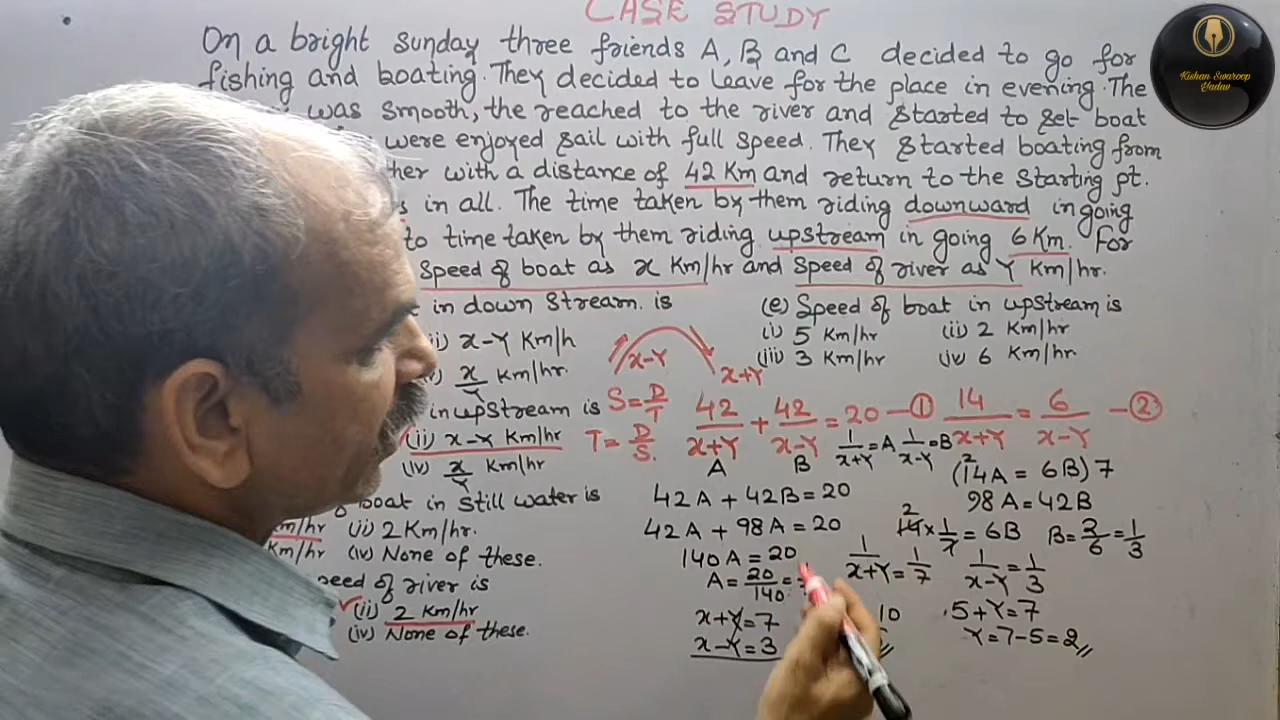 CASE STUDY
On a bright sunday three friends A, B and C decided to go for
fishing and boating. They decided to leave for the place in evening. The
was smooth, the reached to the river and started to set boat
were enjoyed sail with full speed. They started boating from
with a distance of 42 Km and return to the starting pt.
in all. The time taken by them riding downward in going
to time taken by them riding upstream in going 6 Km. For
Speed of boat as x Km/hr and speed of river as Y Km/hr.
in down stream is
(ii) x-Y Km/h
x/Y Km/hr.
in upstream is
(ii) x-Y Km/hr
(iv) x/Y Km/hr
boat in still water is
Km/hr (ii) 2 Km/hr.
Km/hr (iv) None of these.
speed of river is
(ii) 2 Km/hr
(iv) None of these.
(e) Speed of boat in upstream is
(i) 5 Km/hr (ii) 2 Km/hr
(iii) 3 Km/hr (iv) 6 Km/hr.
x-Y x+Y
S=D/T
T=D/S.
42/(x+Y) + 42/(x-Y) = 20 -① 14/(x+Y) = 6/(x-Y) -②
A B 1/(x+Y)=A 1/(x-Y)=B
42A + 42B = 20
42A + 98A = 20
140A = 20
A = 20/140 =
x+Y=7
x-Y=3
10
(14A = 6B)7
98A = 42B
2 14 x 1/7 = 6B B = 2/6 = 1/3
1/(x+Y) = 1/7 1/(x-Y) = 1/3
5+Y=7
Y=7-5=2
Kishan Swaroop
Yadav